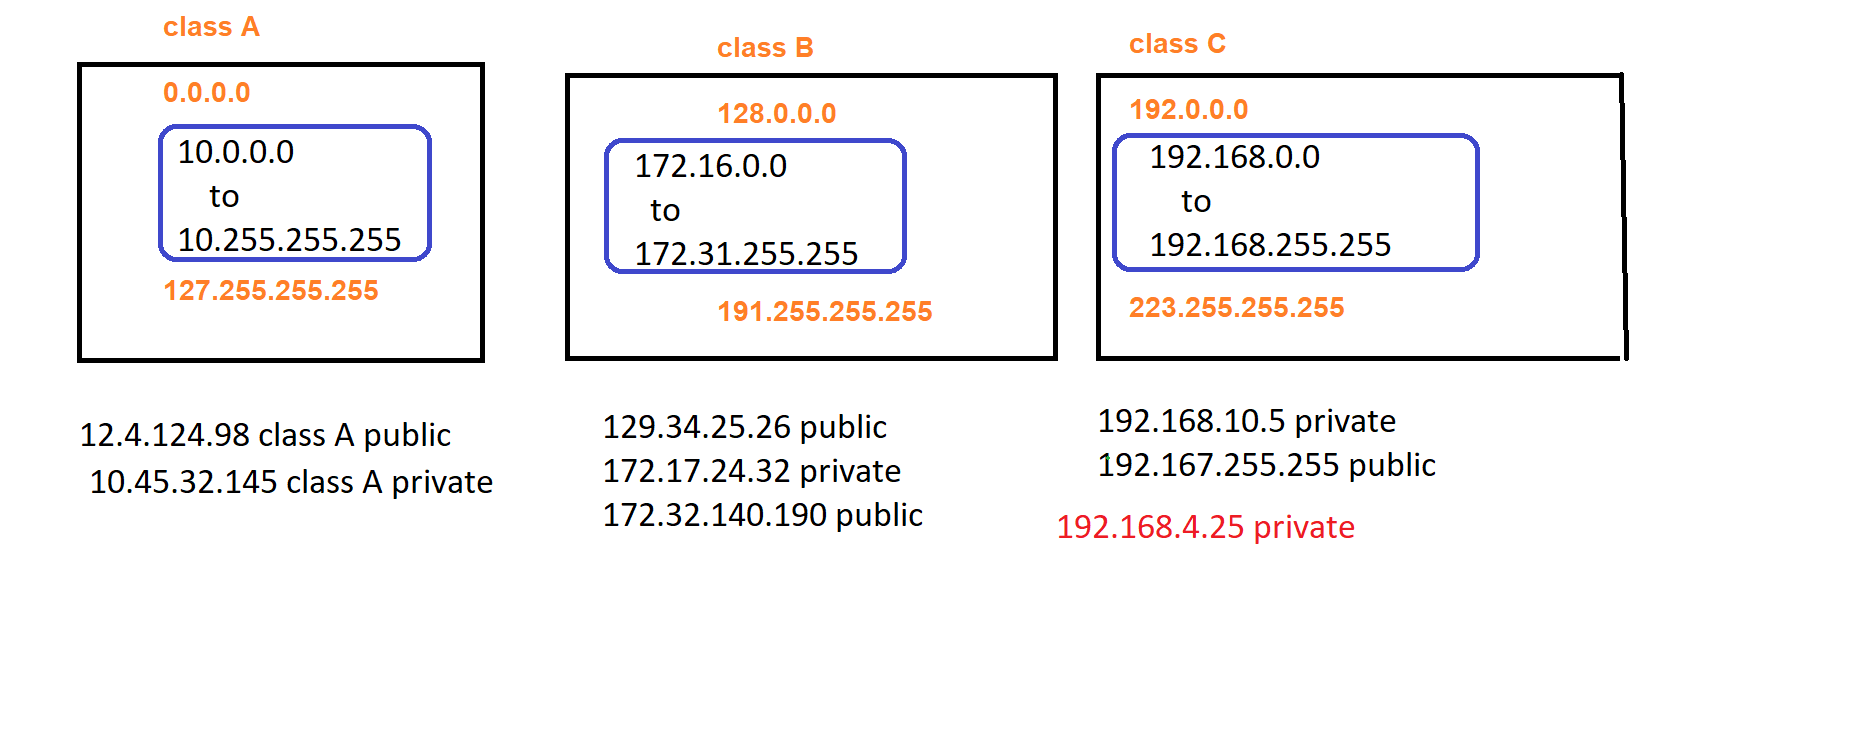 class A
0.0.0.0
10.0.0.0
to
10.255.255.255
127.255.255.255
12.4.124.98 class A public
10.45.32.145 class A private
class B
128.0.0.0
172.16.0.0
to
172.31.255.255
191.255.255.255
129.34.25.26 public
172.17.24.32 private
172.32.140.190 public
class C
192.0.0.0
192.168.0.0
to
192.168.255.255
223.255.255.255
192.168.10.5 private
192.167.255.255 public
192.168.4.25 private